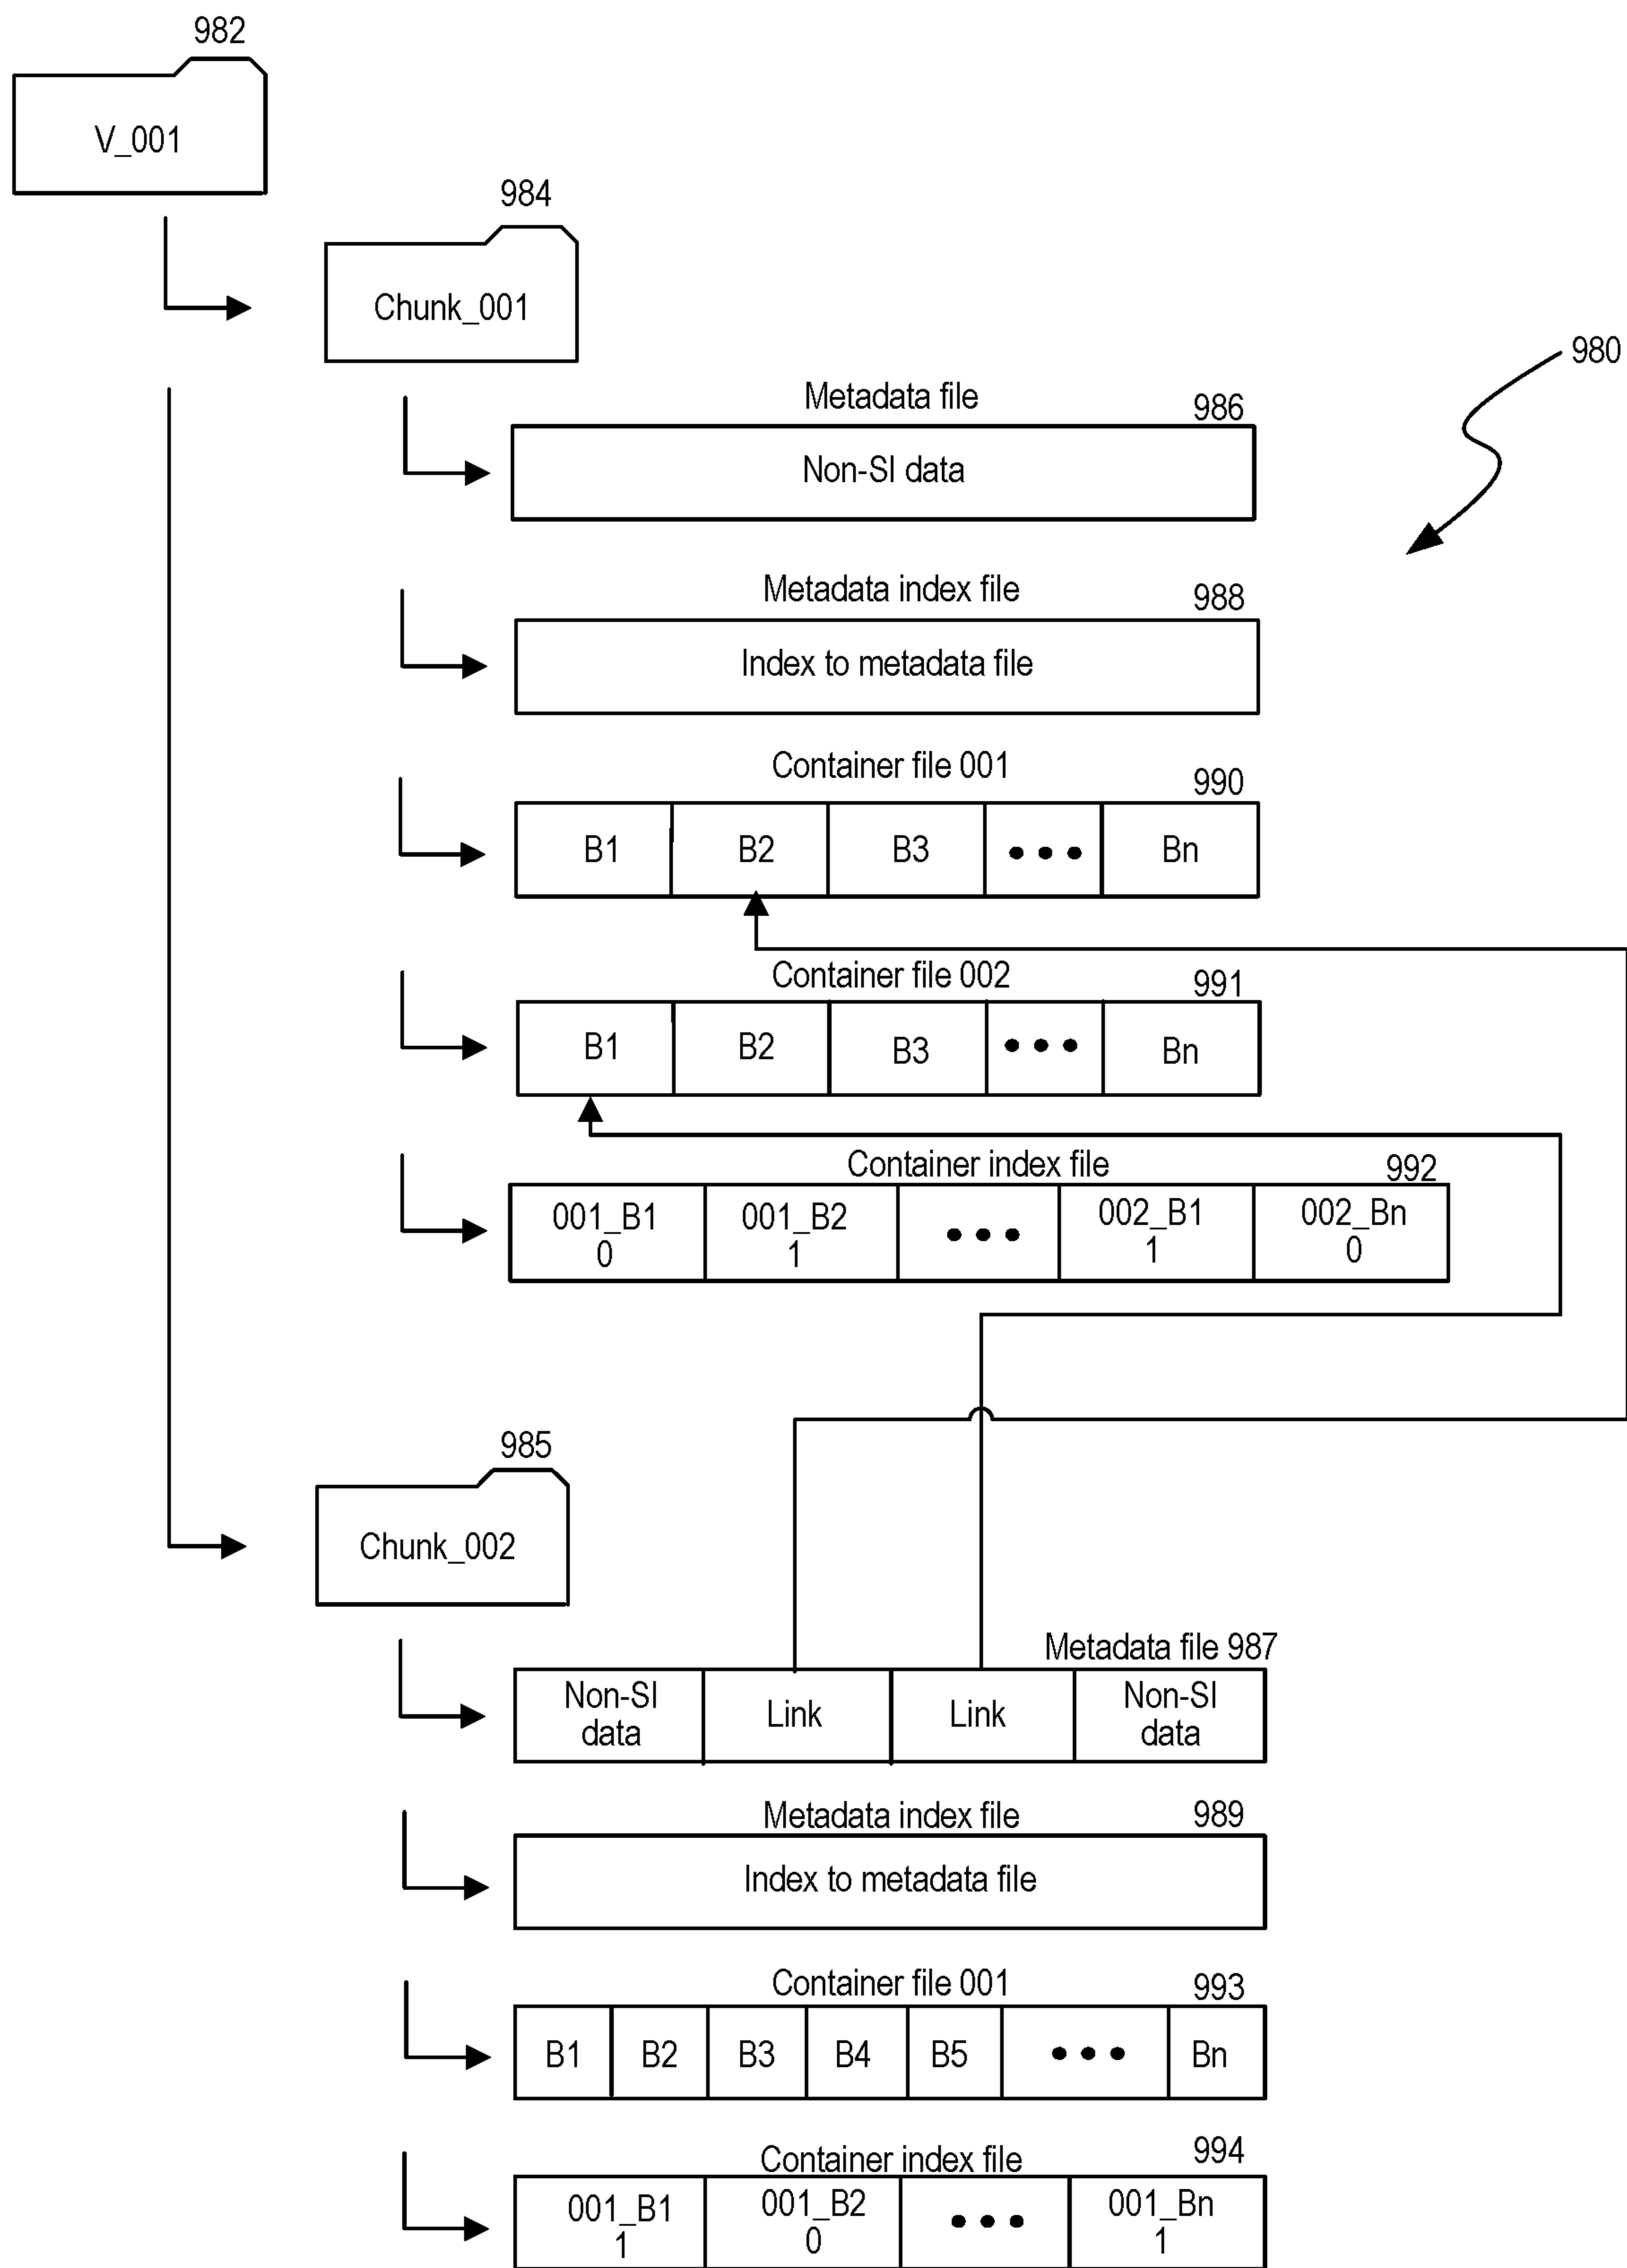 982
V_001
984
Chunk_001
980
Metadata file
986
Non-SI data
Metadata index file
988
Index to metadata file
Container file 001
990
B1 B2 B3 ••• Bn
Container file 002
991
B1 B2 B3 ••• Bn
Container index file
992
001_B1 001_B2 ••• 002_B1 002_Bn
0 1 1 0
985
Chunk_002
Metadata file 987
Non-SI Link Link Non-SI
data data
Metadata index file
989
Index to metadata file
Container file 001
993
B1 B2 B3 B4 B5 ••• Bn
Container index file
994
001_B1 001_B2 ••• 001_Bn
1 0 1